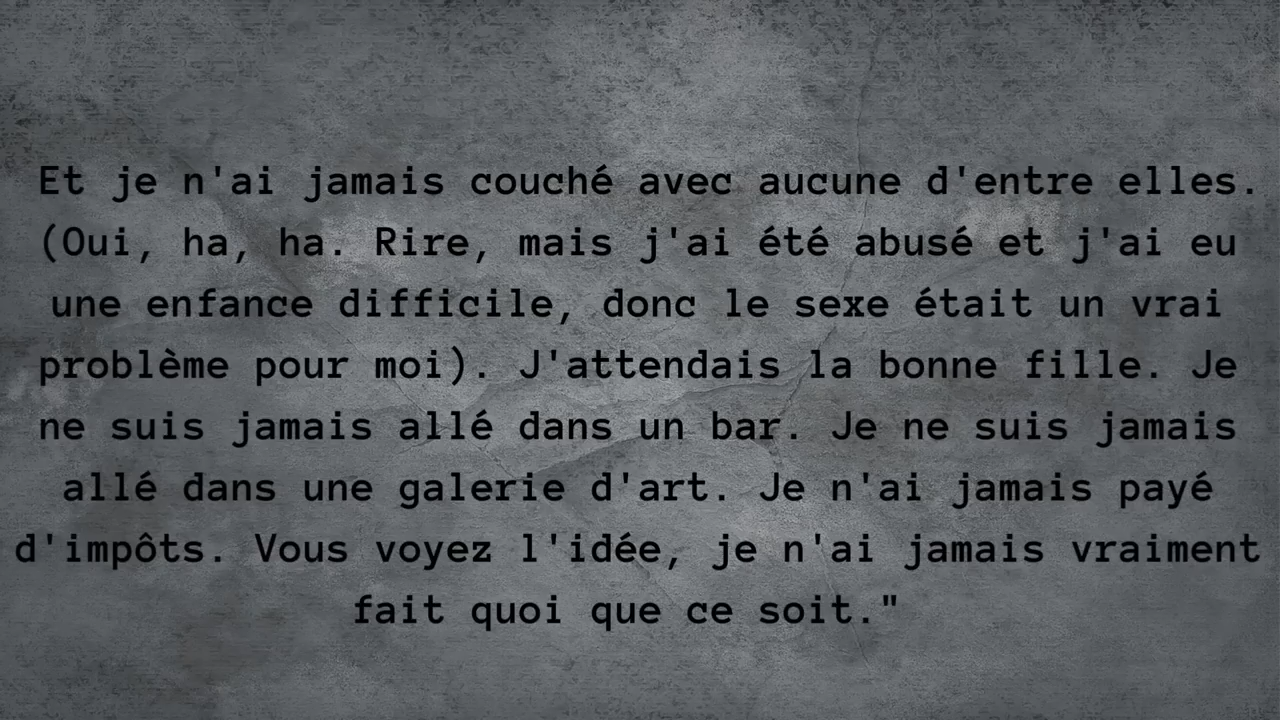 Et je n'ai jamais couché avec aucune d'entre elles.
(Oui, ha, ha. Rire, mais j'ai été abusé et j'ai eu
une enfance difficile, donc le sexe était un vrai
problème pour moi). J'attendais la bonne fille. Je
ne suis jamais allé dans un bar. Je ne suis jamais
allé dans une galerie d'art. Je n'ai jamais payé
d'impôts. Vous voyez l'idée, je n'ai jamais vraiment
fait quoi que ce soit."